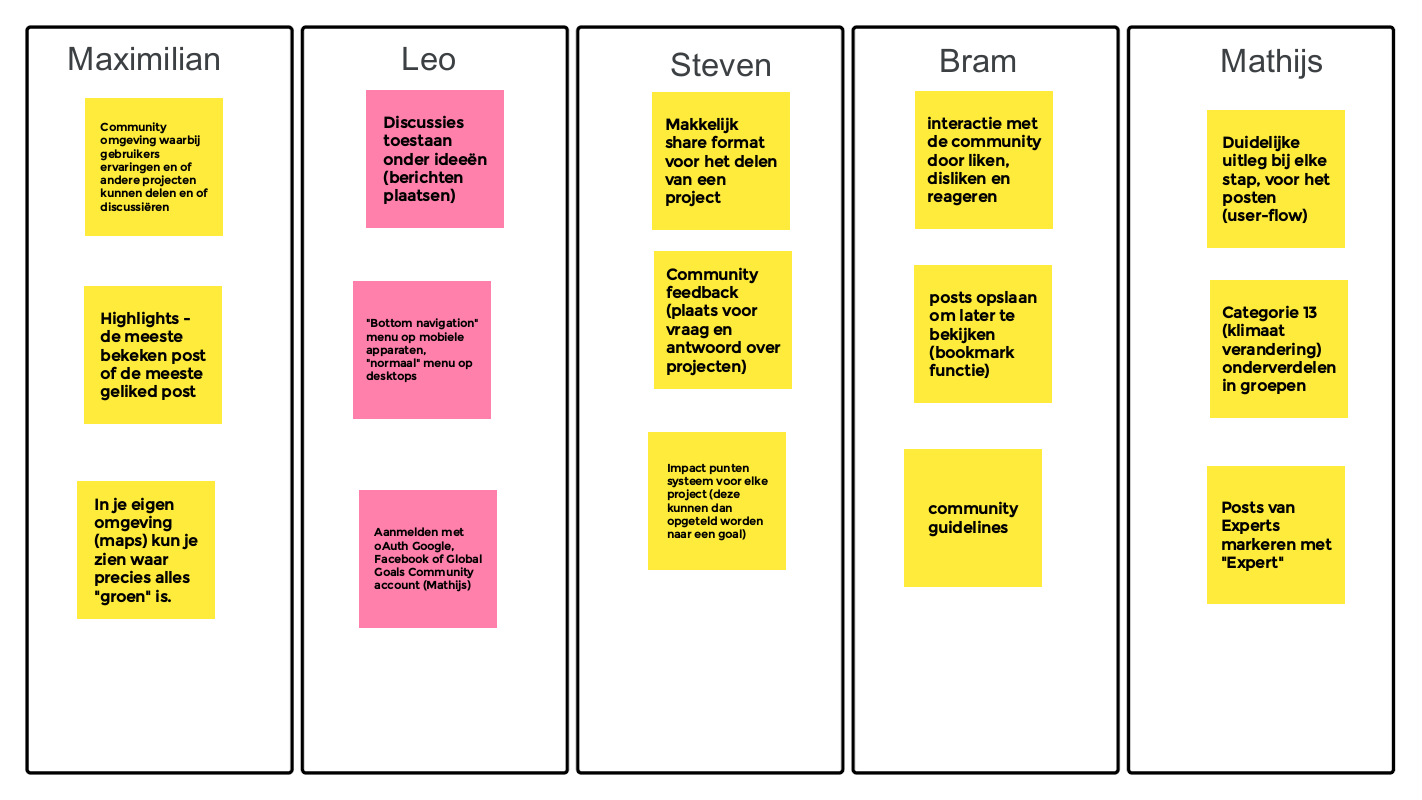 Maximilian
Community
omgeving waarbij
gebruikers
ervaringen en of
andere projecten
kunnen delen en of
discussiëren
Highlights -
de meeste
bekeken post
of de meeste
geliked post
In je eigen
omgeving
(maps) kun je
zien waar
precies alles
"groen" is.
Leo
Discussies
toestaan
onder ideeën
(berichten
plaatsen)
"Bottom navigation"
menu op mobiele
apparaten,
"normaal" menu op
desktops
Aanmelden met
oAuth Google,
Facebook of Global
Goals Community
account (Mathijs)
Steven
Makkelijk
share format
voor het delen
van een
project
Community
feedback
(plaats voor
vraag en
antwoord over
projecten)
Impact punten
systeem voor elke
project (deze
kunnen dan
opgeteld worden
naar een goal)
Bram
interactie met
de community
door liken,
disliken en
reageren
posts opslaan
om later te
bekijken
(bookmark
functie)
community
guidelines
Mathijs
Duidelijke
uitleg bij elke
stap, voor het
posten
(user-flow)
Categorie 13
(klimaat
verandering)
onderverdelen
in groepen
Posts van
Experts
markeren met
"Expert"